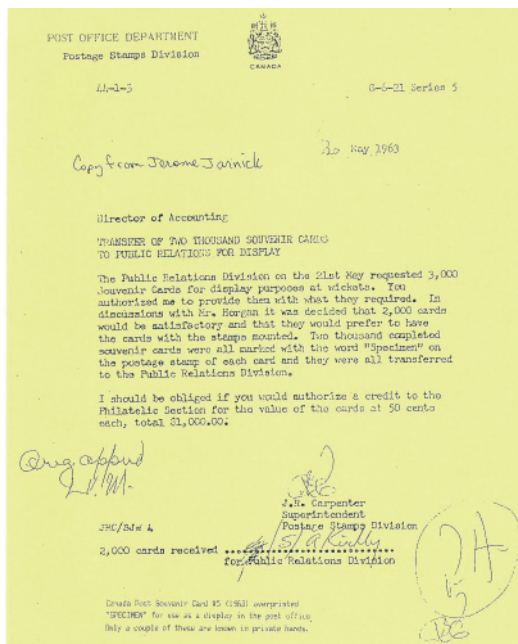 POST OFFICE DEPARTMENT
Postage Stamps Division
CANADA
44-1-5
6-6-21 Series 5
May 1963
Copy from Jerome Jarnick
Director of Accounting
TRANSFER OF TWO THOUSAND SOUVENIR CARDS
TO PUBLIC RELATIONS FOR DISPLAY
The Public Relations Division on the 21st May requested 3,000
Souvenir Cards for display purposes at wickets. You
authorized me to provide them with what they required. In
discussions with Mr. Horgan it was decided that 2,000 cards
would be satisfactory and that they would prefer to have
the cards with the stamps mounted. Two thousand completed
souvenir cards were all marked with the word "Specimen" on
the postage stamp of each card and they were all transferred
to the Public Relations Division.
I should be obliged if you would authorize a credit to the
Philatelic Section for the value of the cards at 50 cents
each, total $1,000.00.
Orig. appvd
J.R. Carpenter
Superintendent
Postage Stamps Division
2,000 cards received
for Public Relations Division
Canada Post Souvenir Card #5 (1963) overprinted
"SPECIMEN" for use as a display in the post office.
Only a couple of these are known in private hands.